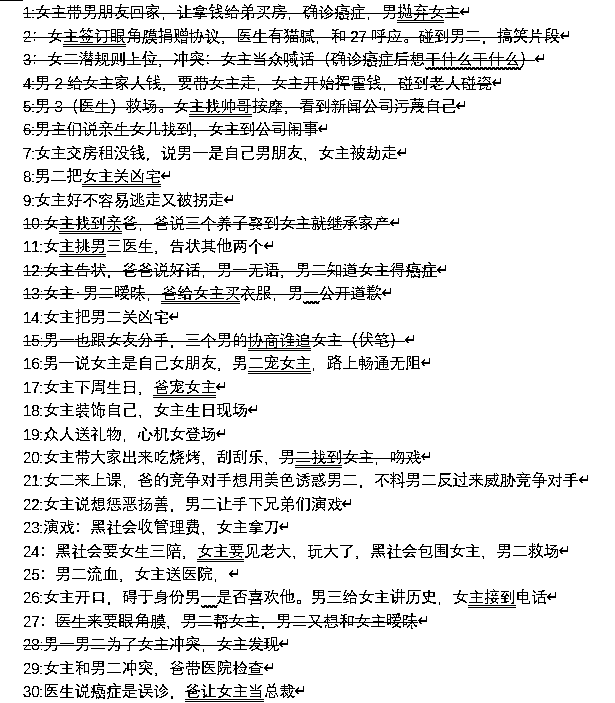 1:女主带男朋友回家，让拿钱给弟买房，确诊癌症，男抛弃女主
2：女主签订眼角膜捐赠协议，医生有猫腻，和 27 呼应。碰到男二，搞笑片段
3：女二潜规则上位，冲突：女主当众喊话（确诊癌症后想干什么干什么）
4:男 2 给女主家人钱，要带女主走，女主开始挥霍钱，碰到老人碰瓷
5:男 3（医生）救场。女主找帅哥按摩，看到新闻公司污蔑自己
6:男主们说亲生女儿找到，女主到公司闹事
7:女主交房租没钱，说男一是自己男朋友，女主被劫走
8:男二把女主关凶宅
9:女主好不容易逃走又被拐走
10:女主找到亲爸，爸说三个养子娶到女主就继承家产
11:女主挑男三医生，告状其他两个
12:女主告状，爸爸说好话，男一无语，男二知道女主得癌症
13:女主·男二暧昧，爸给女主买衣服，男一公开道歉
14:女主把男二关凶宅
15:男一也跟女友分手，三个男的协商谁追女主（伏笔）
16:男一说女主是自己女朋友，男二宠女主，路上畅通无阻
17:女主下周生日，爸宠女主
18:女主装饰自己，女主生日现场
19:众人送礼物，心机女登场
20:女主带大家出来吃烧烤，刮刮乐，男二找到女主，吻戏
21:女二来上课，爸的竞争对手想用美色诱惑男二，不料男二反过来威胁竞争对手
22:女主说想惩恶扬善，男二让手下兄弟们演戏
23:演戏：黑社会收管理费，女主拿刀
24：黑社会要女生三陪，女主要见老大，玩大了，黑社会包围女主，男二救场
25：男二流血，女主送医院，
26:女主开口，碍于身份男一是否喜欢他。男三给女主讲历史，女主接到电话
27：医生来要眼角膜，男二帮女主，男二又想和女主暧昧
28:男一男二为了女主冲突，女主发现
29:女主和男二冲突，爸带医院检查
30:医生说癌症是误诊，爸让女主当总裁